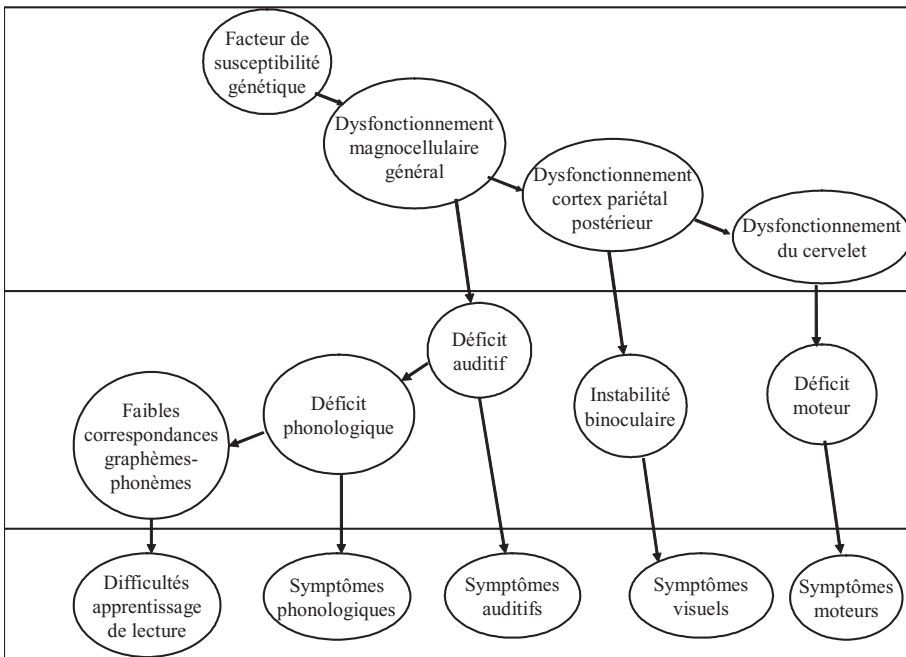 Facteur de
susceptibilité
génétique
Dysfonctionnement
magnocellulaire
général
Dysfonctionnement
cortex pariétal
postérieur
Dysfonctionnement
du cervelet
Déficit
auditif
Déficit
phonologique
Faibles
correspondances
graphèmes-
phonèmes
Instabilité
binoculaire
Déficit
moteur
Difficultés
apprentissage
de lecture
Symptômes
phonologiques
Symptômes
auditifs
Symptômes
visuels
Symptômes
moteurs